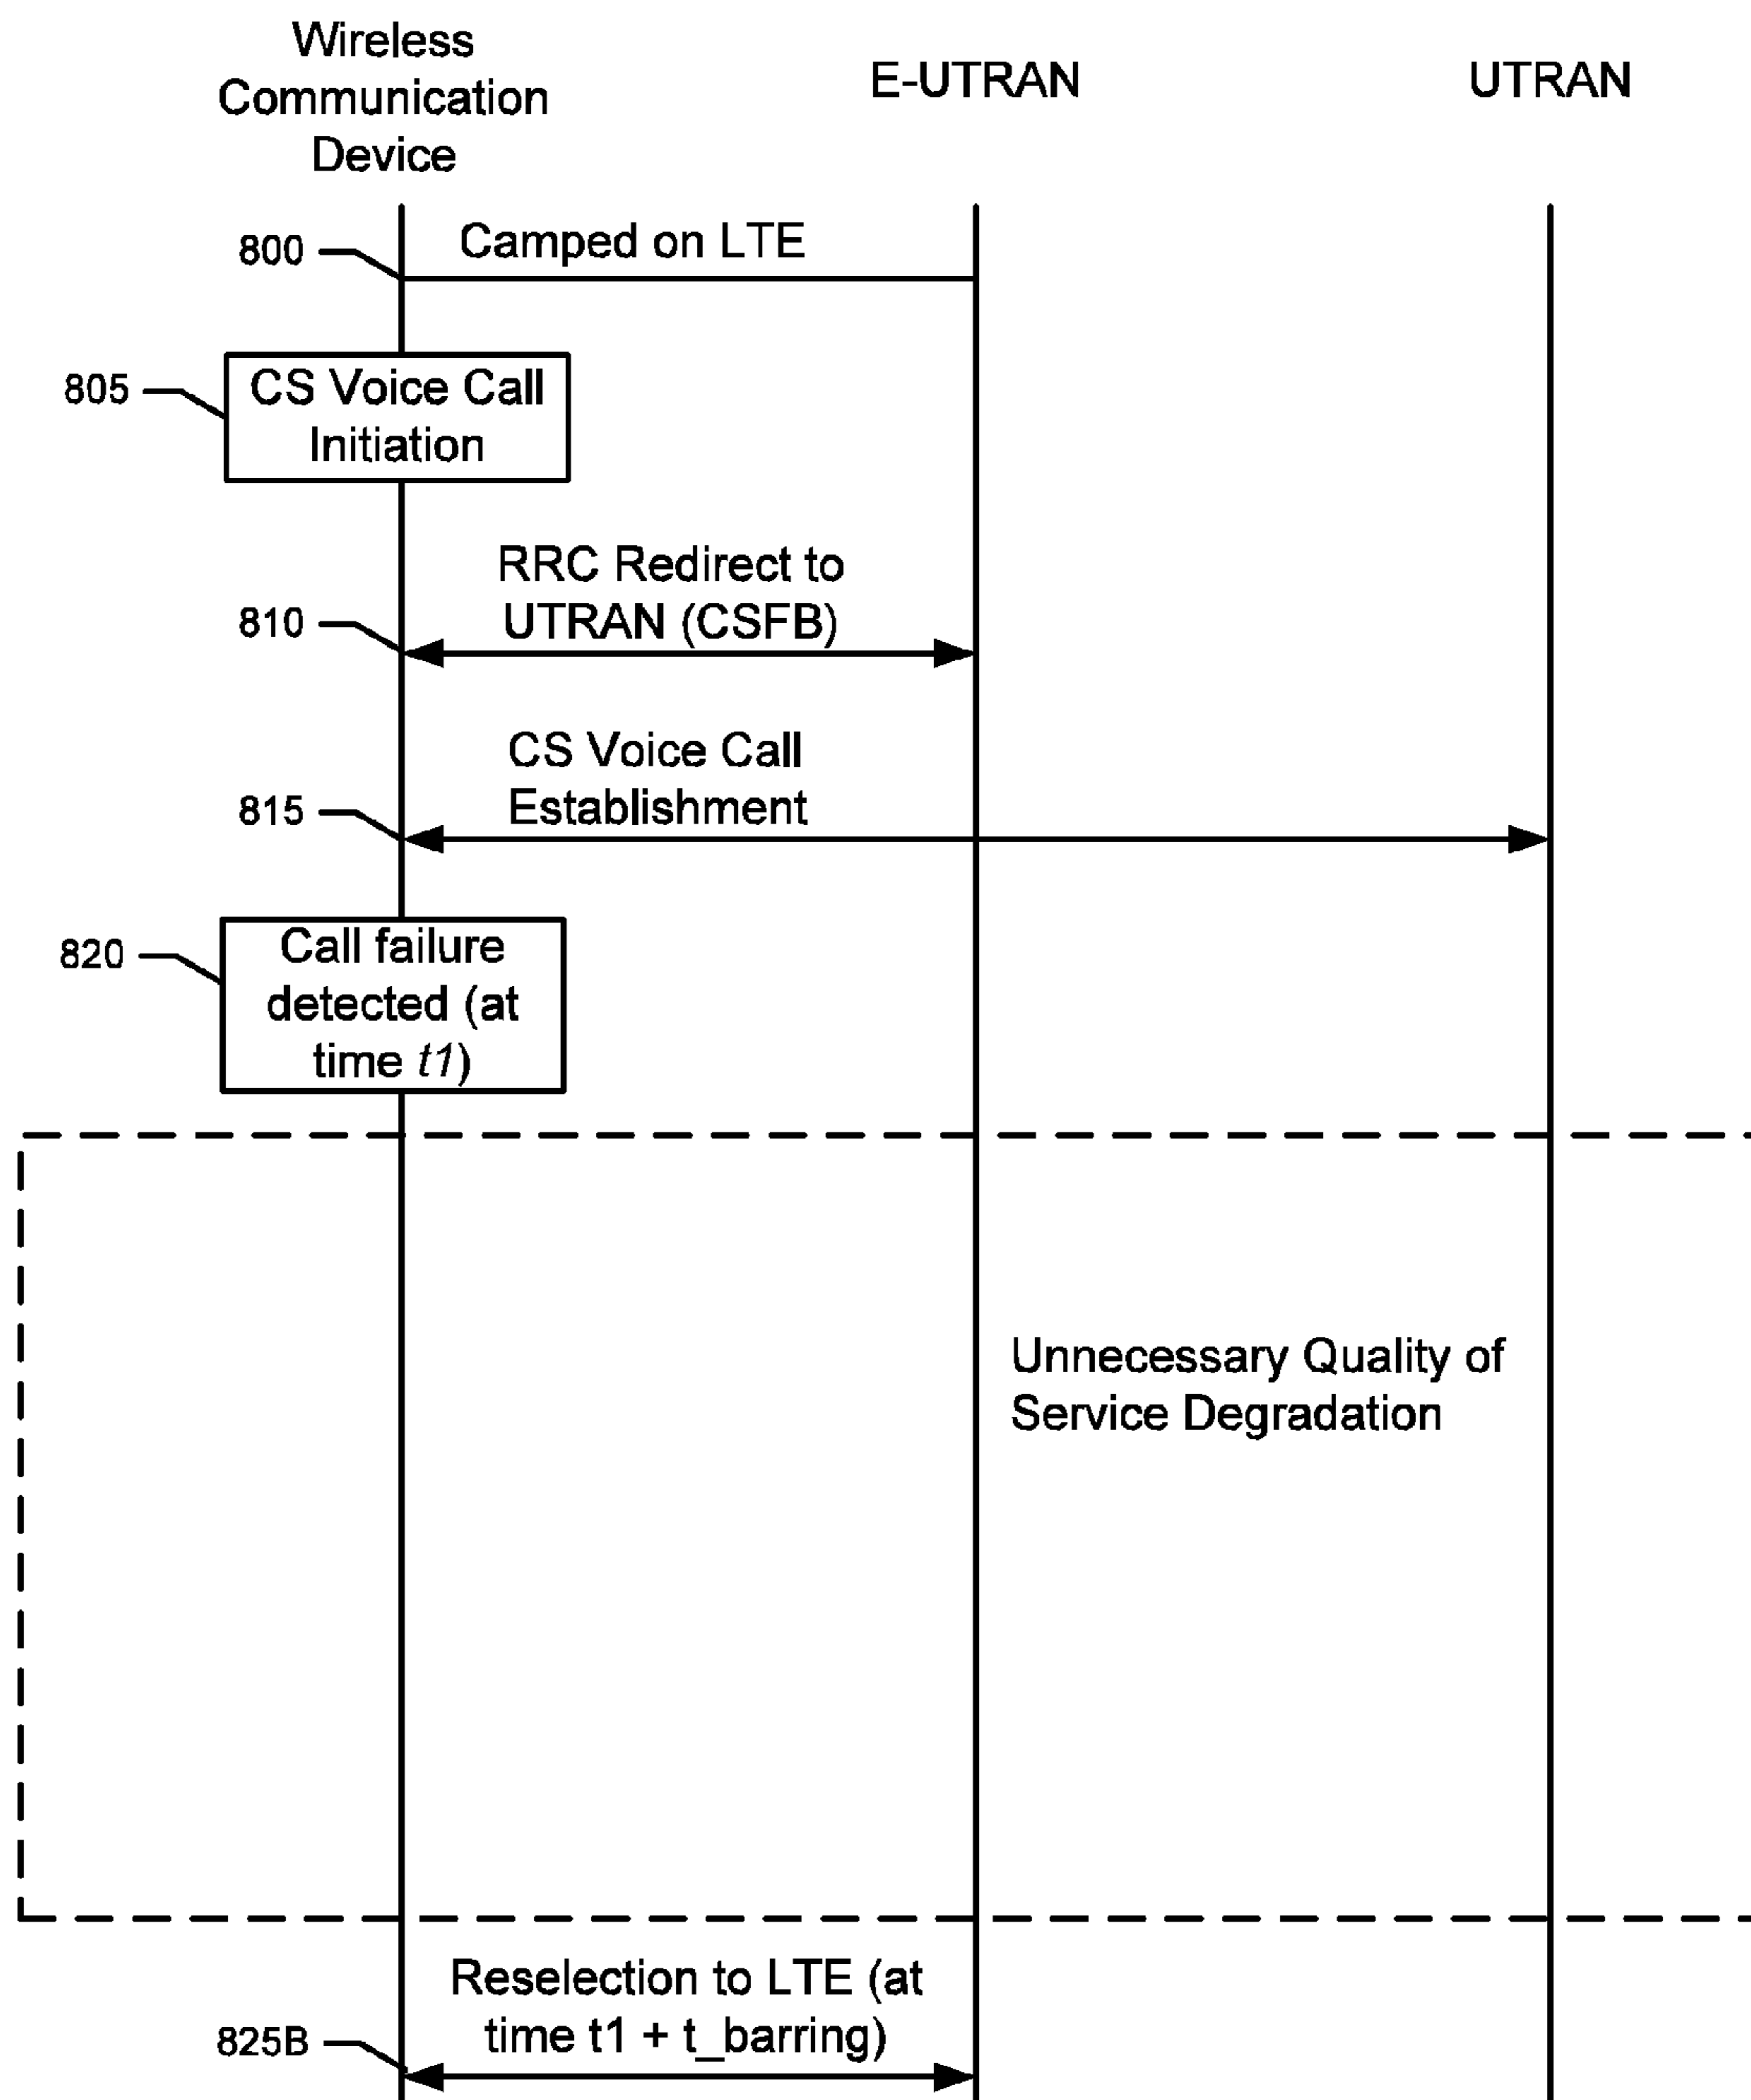 Wireless
Communication
Device
E-UTRAN
UTRAN
800
Camped on LTE
805
CS Voice Call
Initiation
RRC Redirect to
UTRAN (CSFB)
810
CS Voice Call
Establishment
815
820
Call failure
detected (at
time t1)
Unnecessary Quality of
Service Degradation
Reselection to LTE (at
time t1 + t_barring)
825B